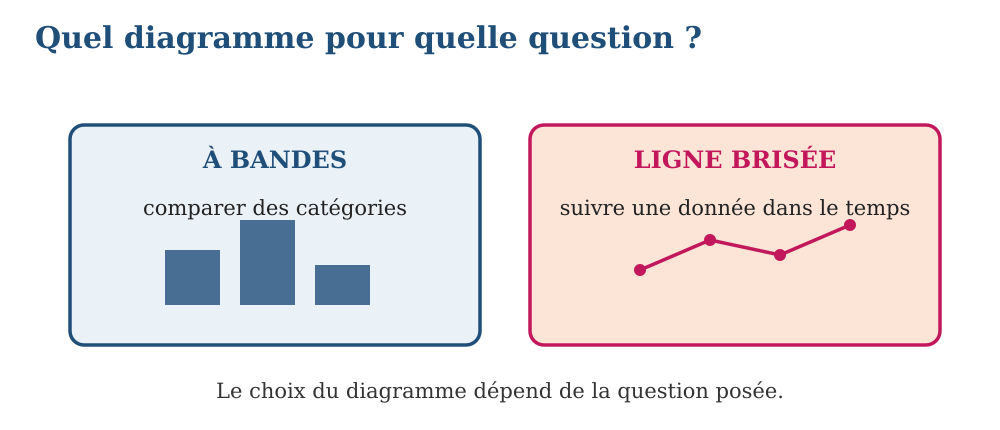 Quel diagramme pour quelle question ?
À BANDES
comparer des catégories
LIGNE BRISÉE
suivre une donnée dans le temps
Le choix du diagramme dépend de la question posée.